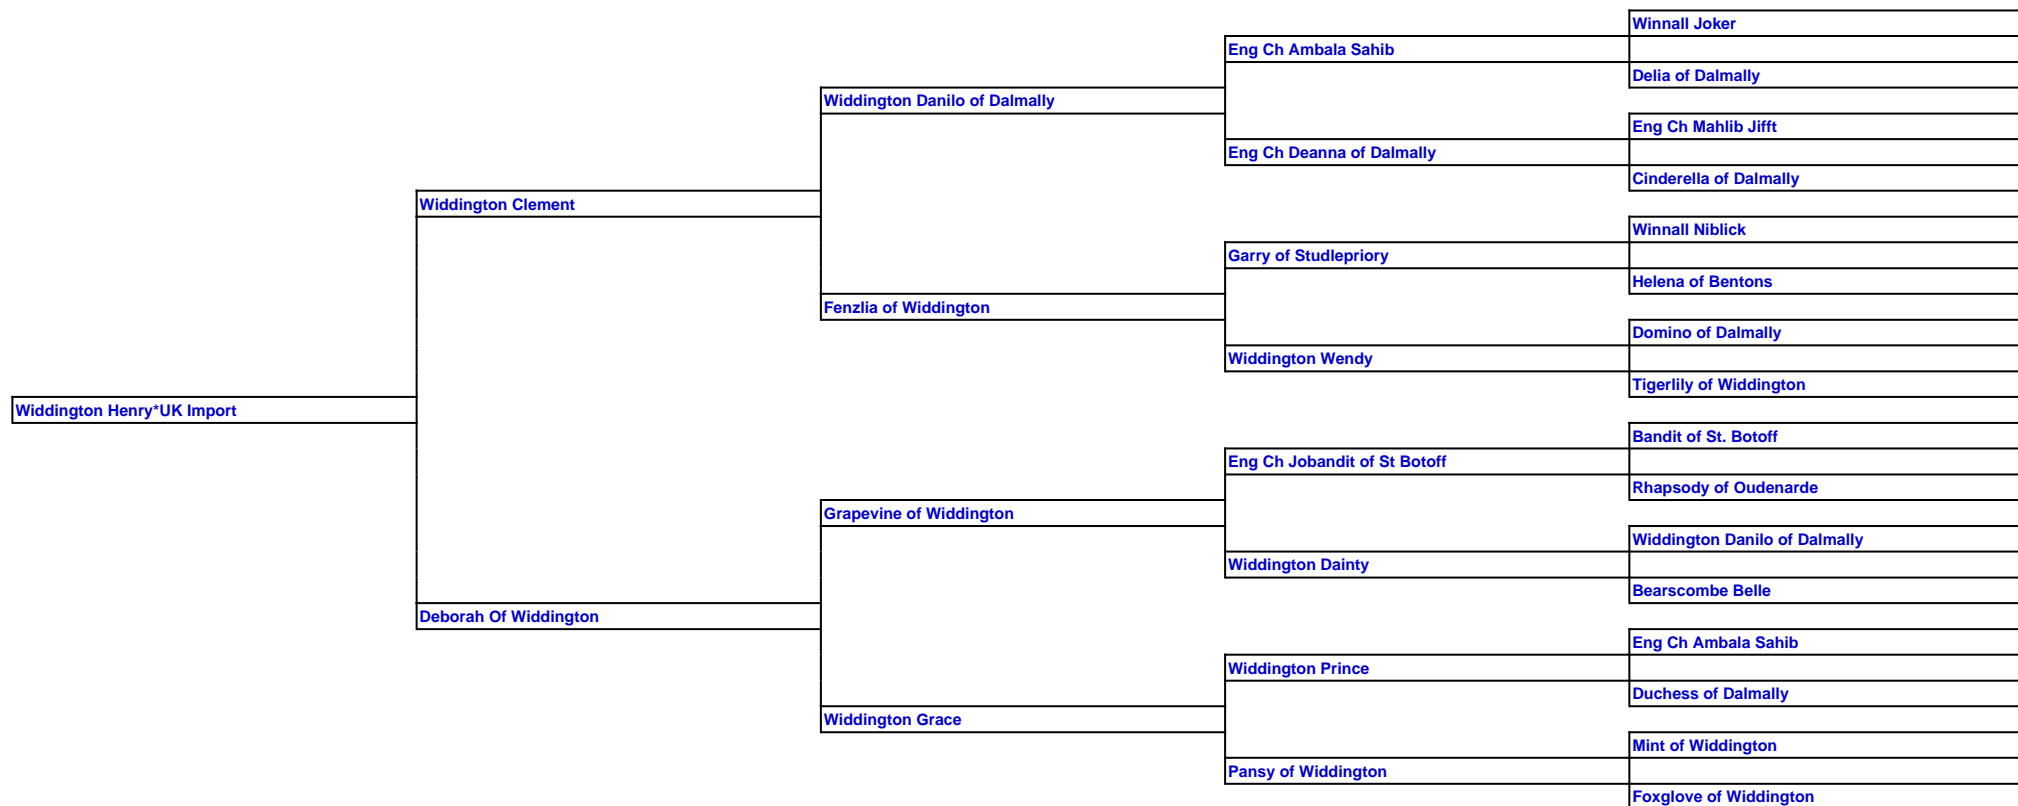 Winnall Joker
Eng Ch Ambala Sahib
Delia of Dalmally
Widdington Danilo of Dalmally
Eng Ch Mahlib Jifft
Eng Ch Deanna of Dalmally
Cinderella of Dalmally
Widdington Clement
Winnall Niblick
Garry of Studlepriory
Helena of Bentons
Fenzlia of Widdington
Domino of Dalmally
Widdington Wendy
Tigerlily of Widdington
Widdington Henry*UK Import
Bandit of St. Botoff
Eng Ch Jobandit of St Botoff
Rhapsody of Oudenarde
Grapevine of Widdington
Widdington Danilo of Dalmally
Widdington Dainty
Bearscombe Belle
Deborah Of Widdington
Eng Ch Ambala Sahib
Widdington Prince
Duchess of Dalmally
Widdington Grace
Mint of Widdington
Pansy of Widdington
Foxglove of Widdington